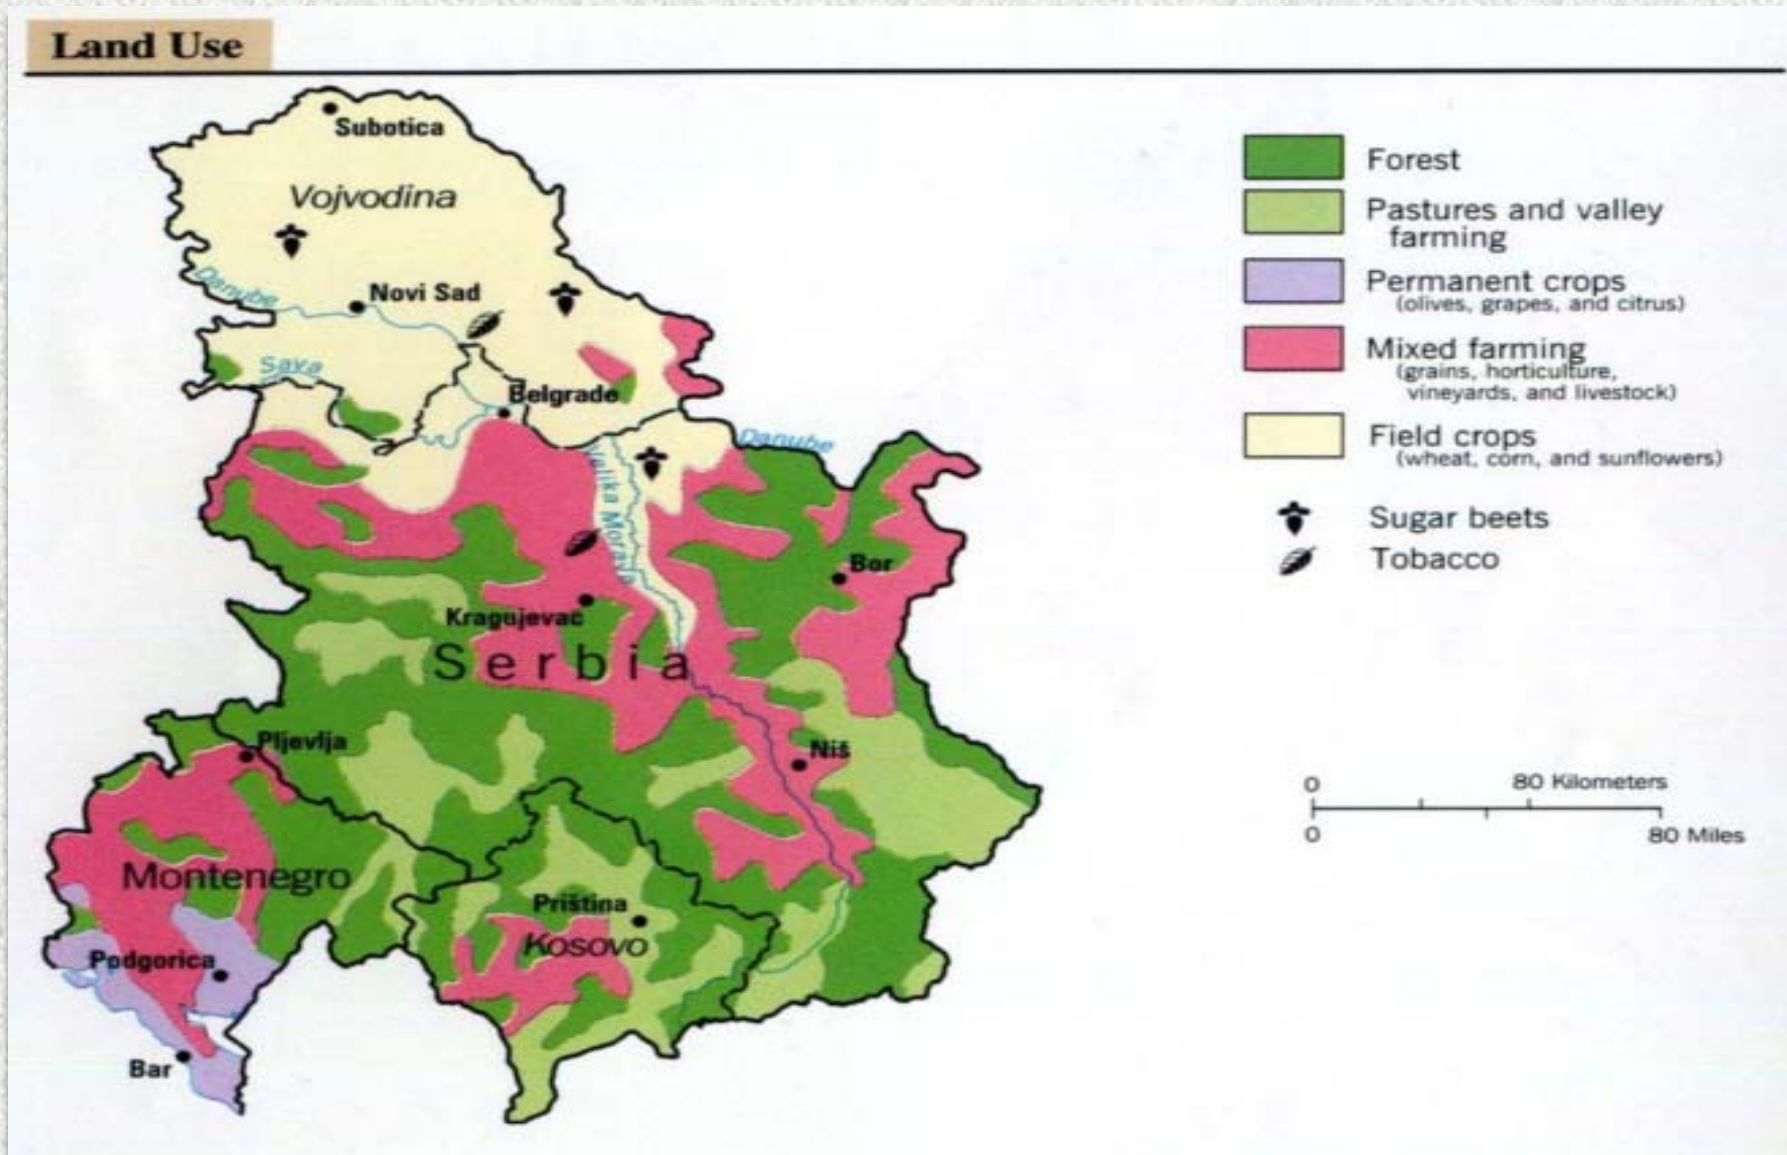 Land Use
Subotica
Vojvodina
Danube
Novi Sad
Sava
Belgrade
Danube
Velika Morava
Bor
Kragujevac
Serbia
Pljevlja
Niš
Montenegro
Priština
Kosovo
Podgorica
Bar
Forest
Pastures and valley
farming
Permanent crops
(olives, grapes, and citrus)
Mixed farming
(grains, horticulture,
vineyards, and livestock)
Field crops
(wheat, corn, and sunflowers)
Sugar beets
Tobacco
0 80 Kilometers
0 80 Miles